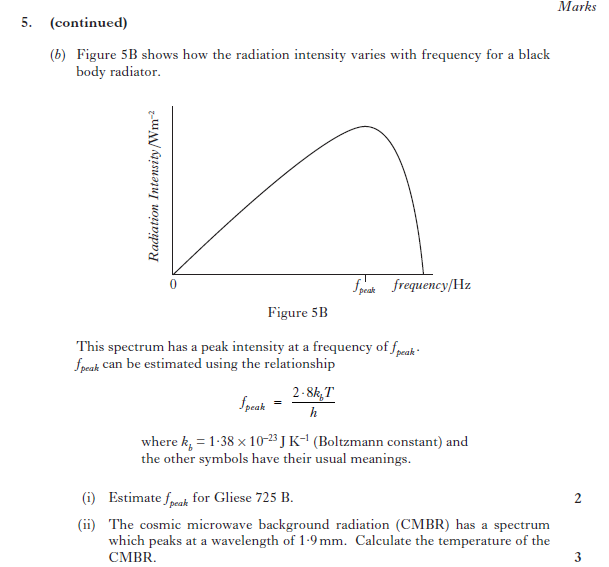 Marks
5. (continued)
(b) Figure 5B shows how the radiation intensity varies with frequency for a black
body radiator.
Radiation Intensity/Wm⁻²
0
f_peak frequency/Hz
Figure 5B
This spectrum has a peak intensity at a frequency of f_peak.
f_peak can be estimated using the relationship
f_peak = 2·8k_bT / h
where k_b = 1·38 × 10⁻²³ J K⁻¹ (Boltzmann constant) and
the other symbols have their usual meanings.
(i) Estimate f_peak for Gliese 725 B. 2
(ii) The cosmic microwave background radiation (CMBR) has a spectrum
which peaks at a wavelength of 1·9 mm. Calculate the temperature of the
CMBR. 3